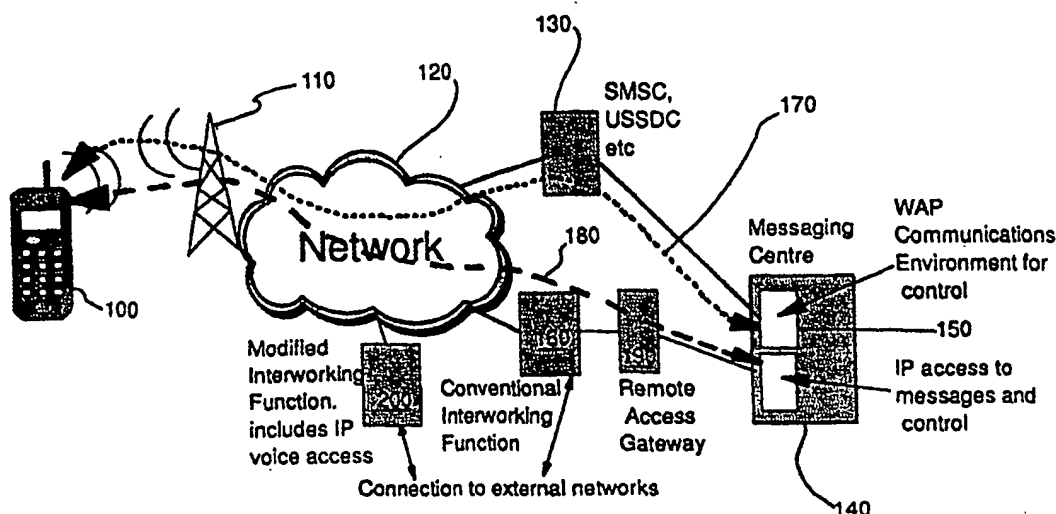 130
110
120
SMSC,
USSDC
etc
170
WAP
Communications
Environment for
control
Messaging
Centre
Network
180
100
150
160
Modified
Interworking
Function.
includes IP
voice access
200
Conventional
Interworking
Function
Remote
Access
Gateway
IP access to
messages and
control
Connection to external networks
140